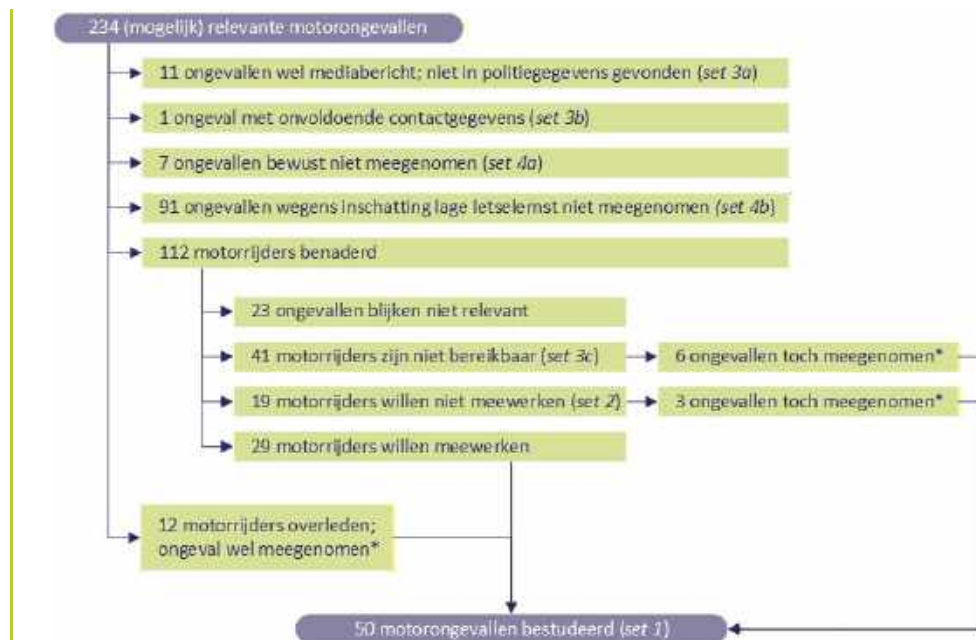 234 (mogelijk) relevante motorongevallen
11 ongevallen wel mediabericht; niet in politiegegevens gevonden (set 3a)
1 ongeval met onvoldoende contactgegevens (set 3b)
7 ongevallen bewust niet meegenomen (set 4a)
91 ongevallen wegens inschatting lage letselernst niet meegenomen (set 4b)
112 motorrijders benaderd
23 ongevallen blijken niet relevant
41 motorrijders zijn niet bereikbaar (set 3c)
6 ongevallen toch meegenomen*
19 motorrijders willen niet meewerken (set 2)
3 ongevallen toch meegenomen*
29 motorrijders willen meewerken
12 motorrijders overleden;
ongeval wel meegenomen*
50 motorongevallen bestudeerd (set 1)